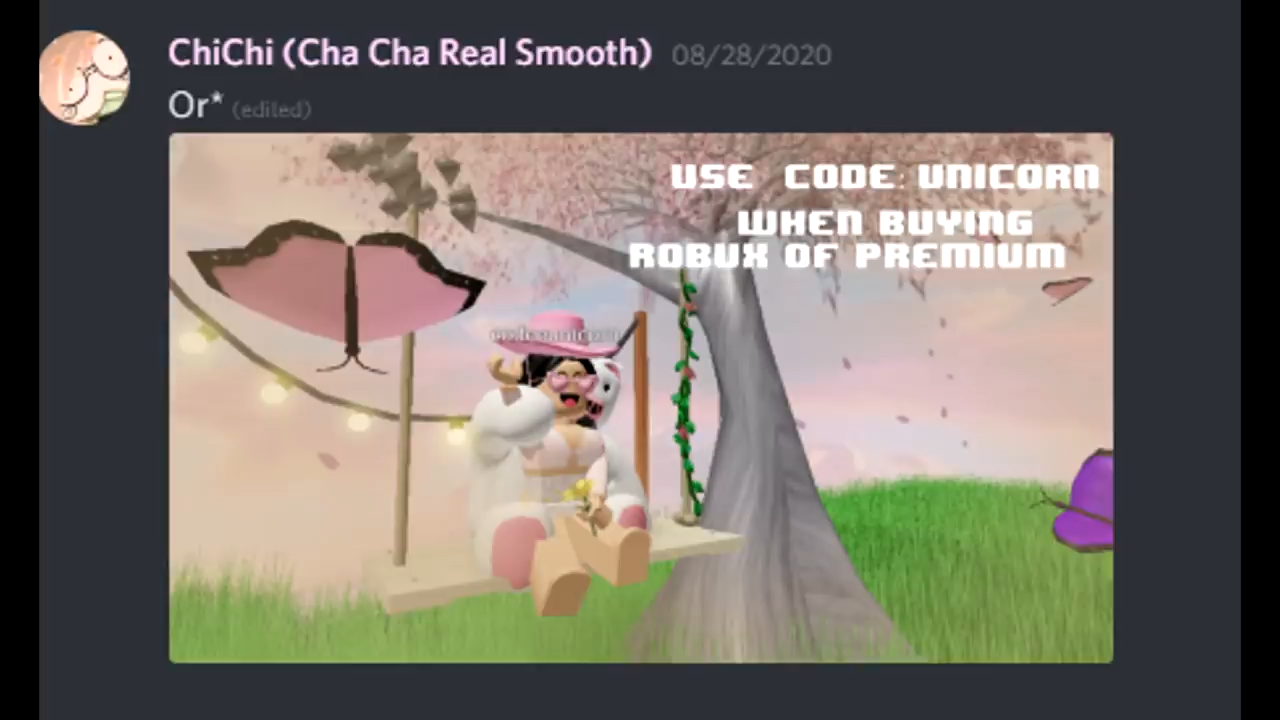 ChiChi (Cha Cha Real Smooth) 08/28/2020
Or* (edited)
USE CODE: UNICORN
WHEN BUYING
ROBUX OF PREMIUM